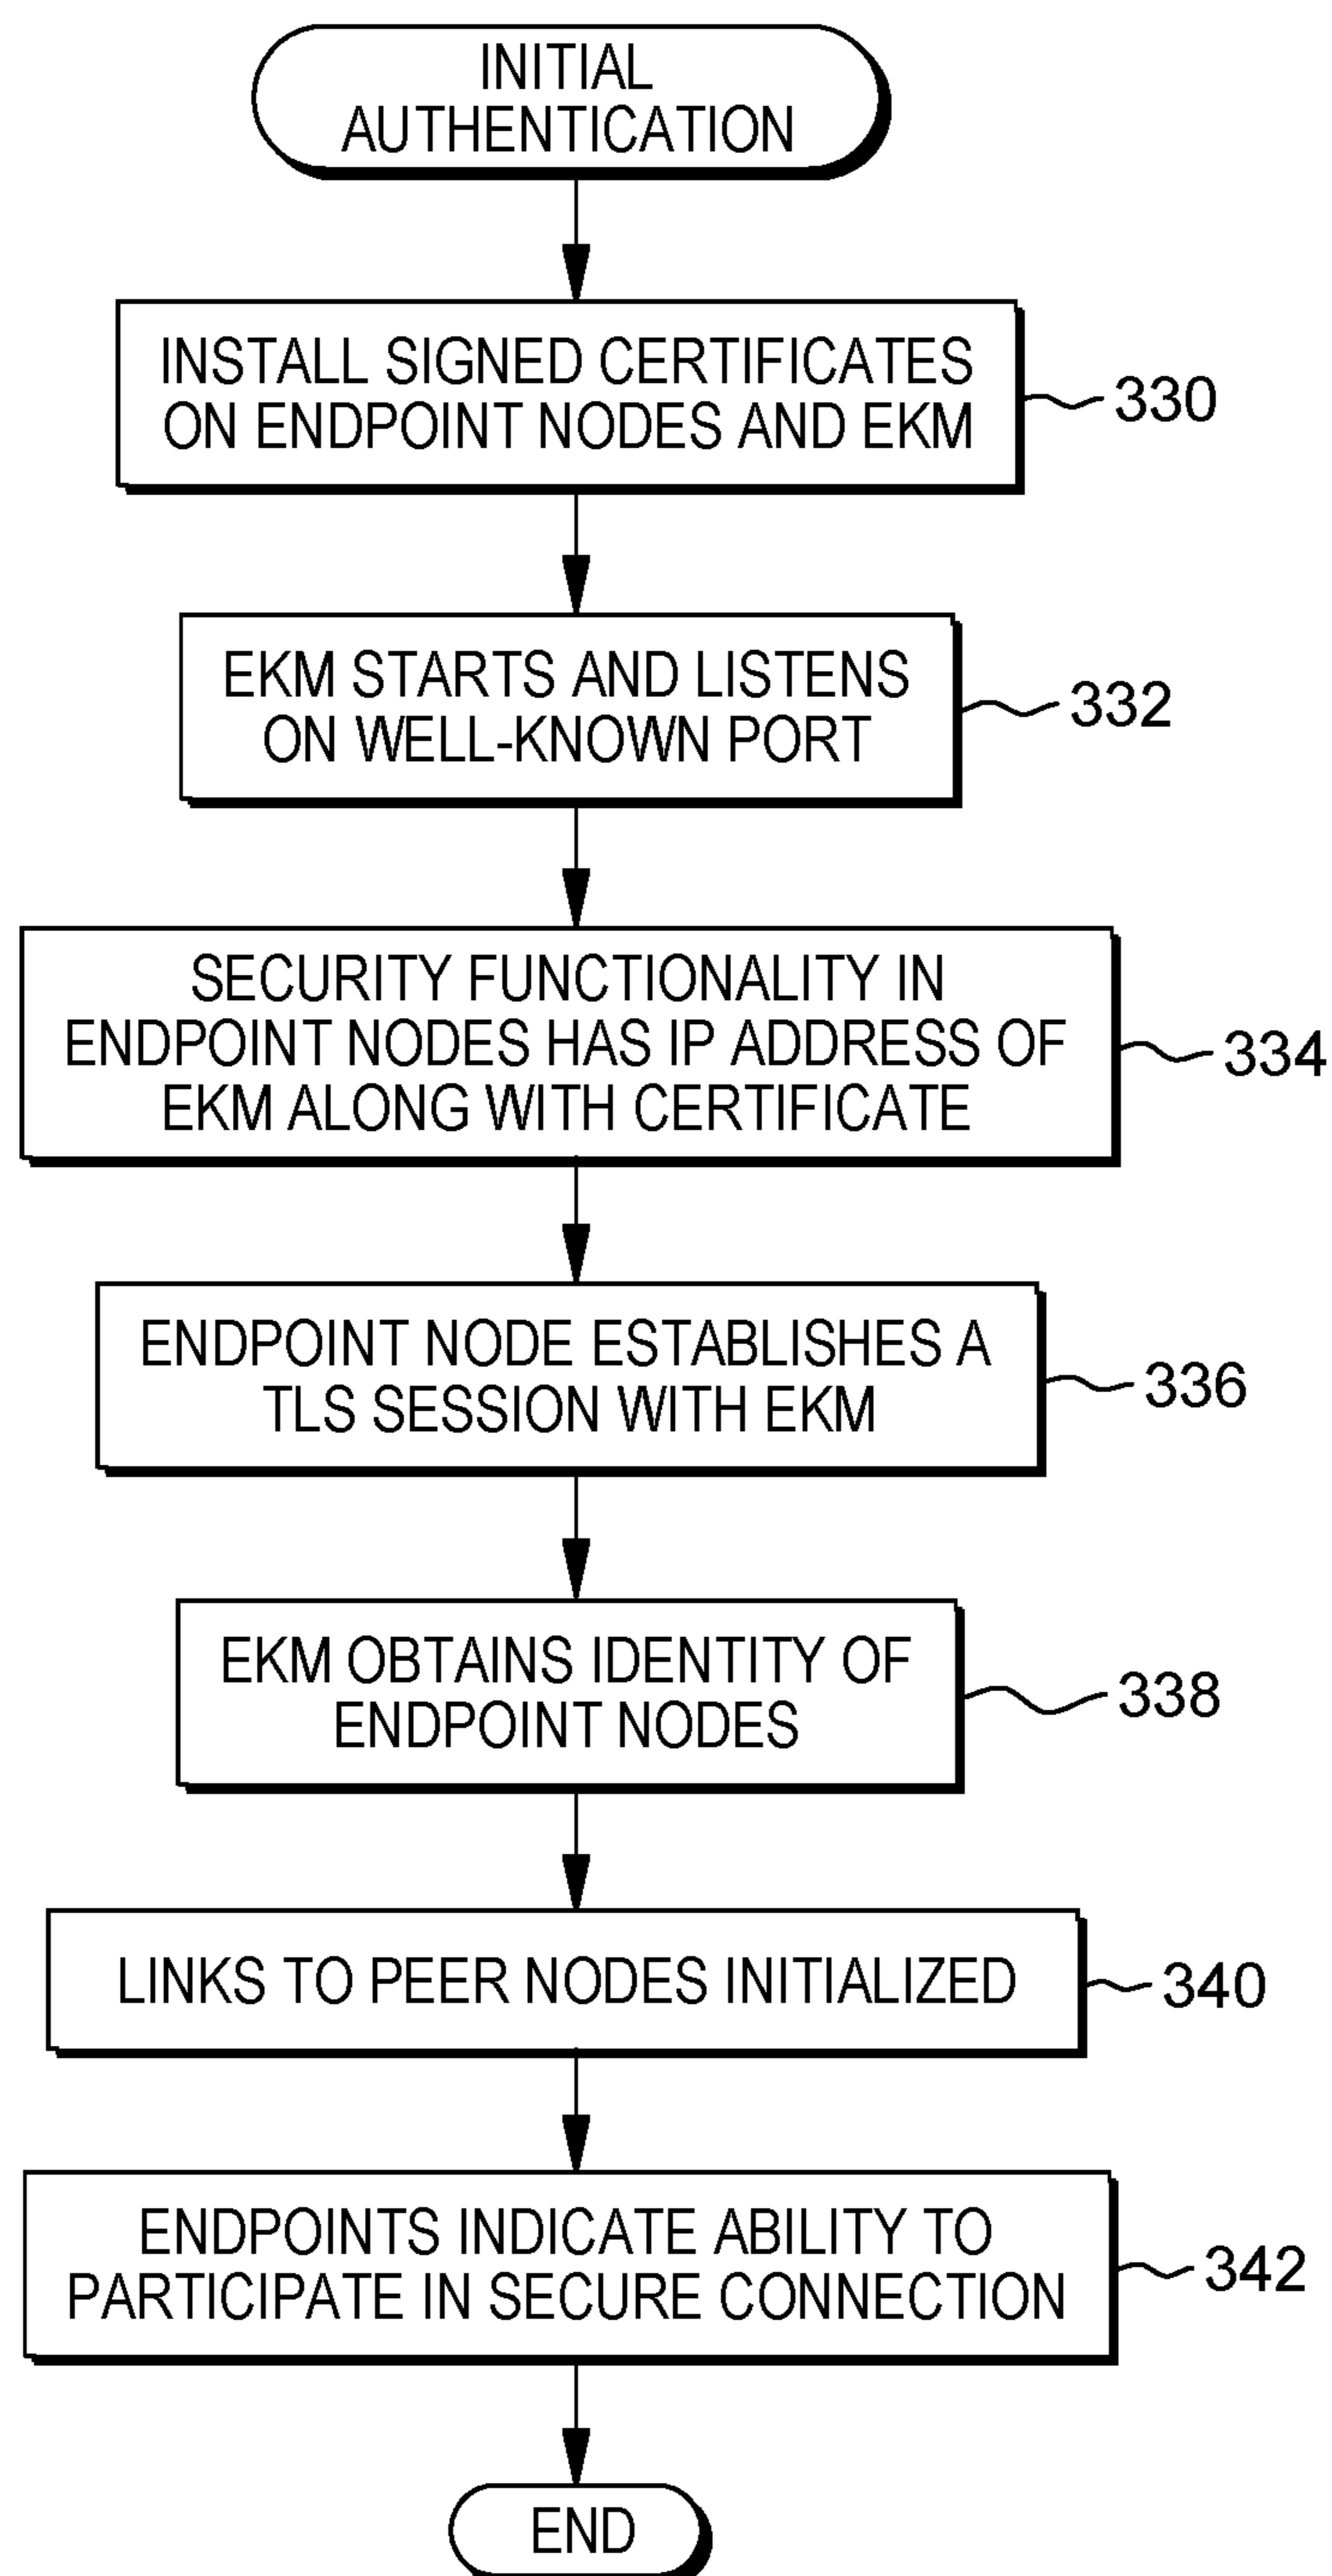 INITIAL
AUTHENTICATION
INSTALL SIGNED CERTIFICATES
ON ENDPOINT NODES AND EKM
330
EKM STARTS AND LISTENS
ON WELL-KNOWN PORT
332
SECURITY FUNCTIONALITY IN
ENDPOINT NODES HAS IP ADDRESS OF
EKM ALONG WITH CERTIFICATE
334
ENDPOINT NODE ESTABLISHES A
TLS SESSION WITH EKM
336
EKM OBTAINS IDENTITY OF
ENDPOINT NODES
338
LINKS TO PEER NODES INITIALIZED
340
ENDPOINTS INDICATE ABILITY TO
PARTICIPATE IN SECURE CONNECTION
342
END